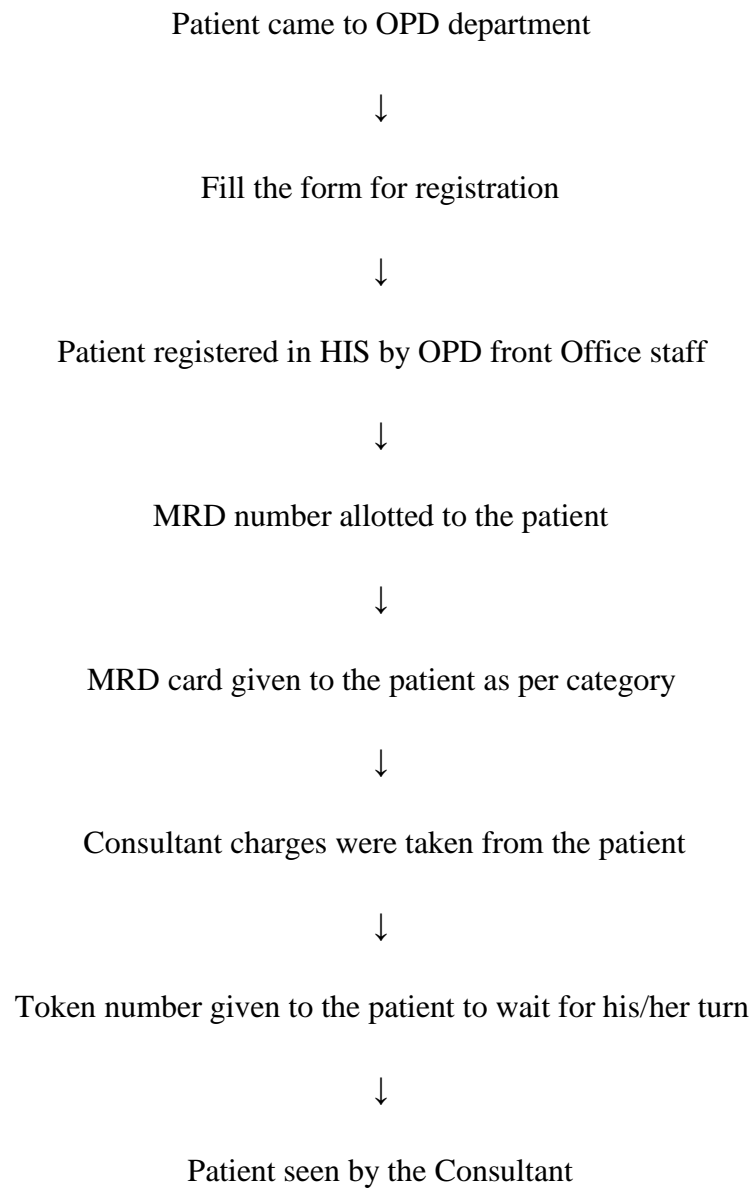 Patient came to OPD department
↓
Fill the form for registration
↓
Patient registered in HIS by OPD front Office staff
↓
MRD number allotted to the patient
↓
MRD card given to the patient as per category
↓
Consultant charges were taken from the patient
↓
Token number given to the patient to wait for his/her turn
↓
Patient seen by the Consultant